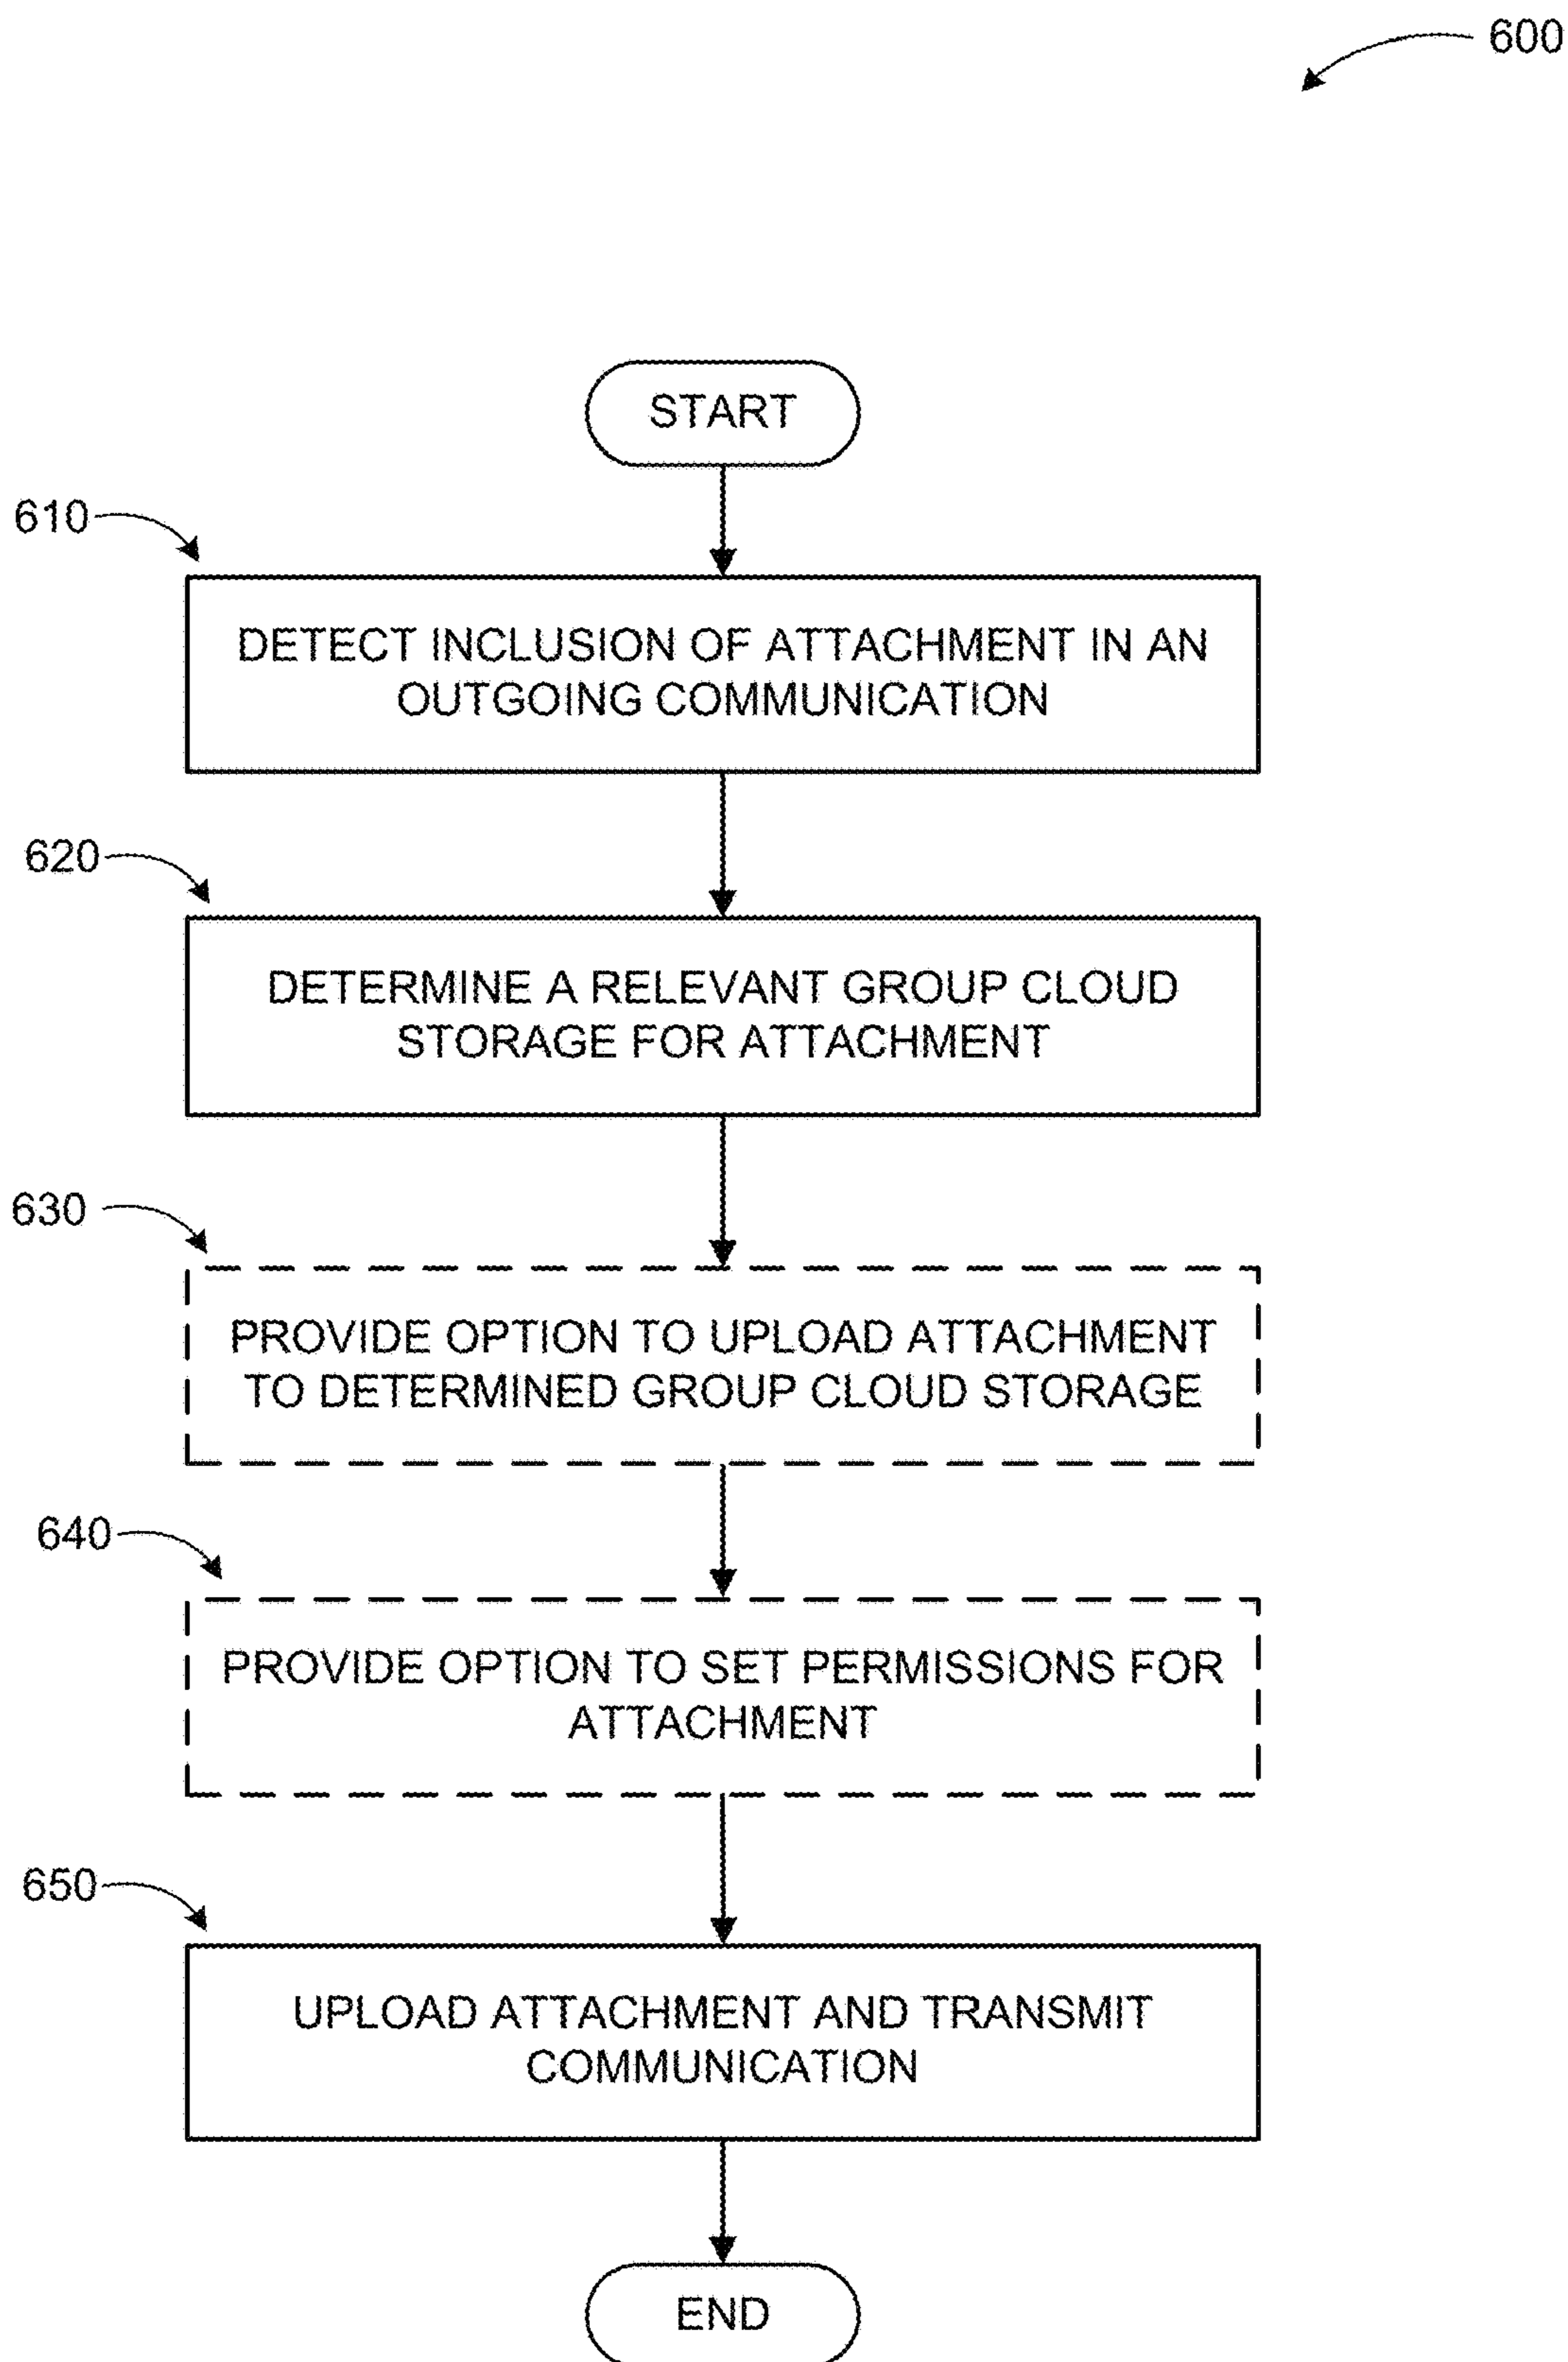 600
START
610
DETECT INCLUSION OF ATTACHMENT IN AN
OUTGOING COMMUNICATION
620
DETERMINE A RELEVANT GROUP CLOUD
STORAGE FOR ATTACHMENT
630
PROVIDE OPTION TO UPLOAD ATTACHMENT
TO DETERMINED GROUP CLOUD STORAGE
640
PROVIDE OPTION TO SET PERMISSIONS FOR
ATTACHMENT
650
UPLOAD ATTACHMENT AND TRANSMIT
COMMUNICATION
END